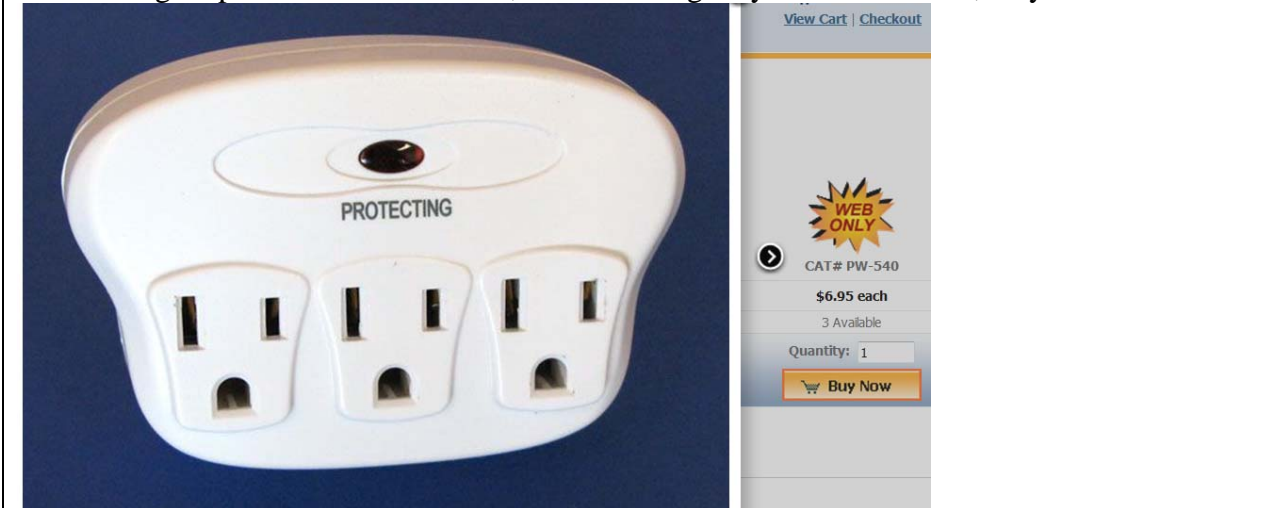 View Cart | Checkout
PROTECTING
WEB
ONLY
CAT# PW-540
$6.95 each
3 Available
Quantity: 1
Buy Now